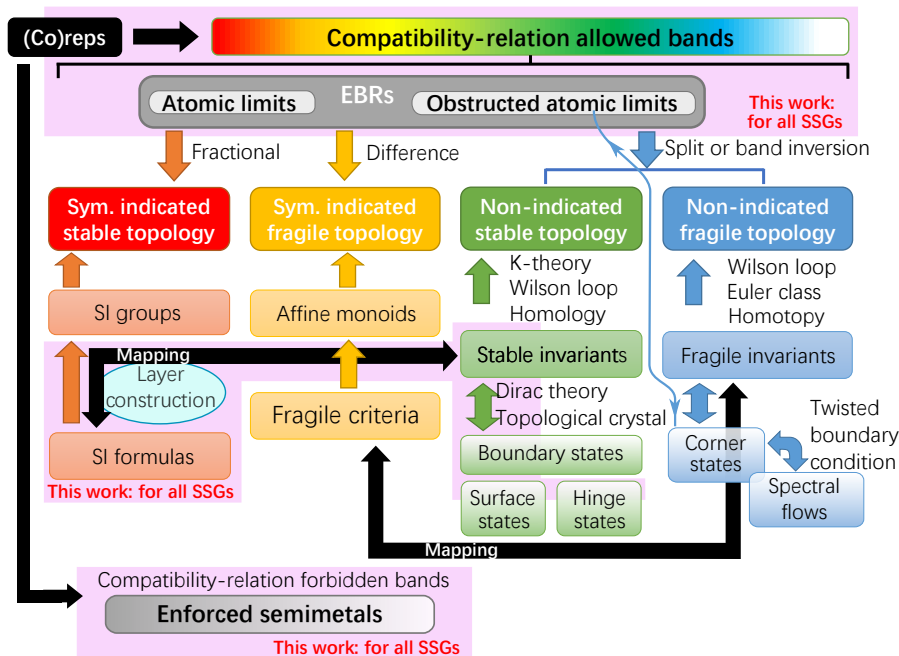 (Co)reps
Compatibility-relation allowed bands
EBRs
Atomic limits
Obstructed atomic limits
This work:
for all SSGs
Fractional
Difference
Split or band inversion
Sym. indicated
stable topology
Sym. indicated
fragile topology
Non-indicated
stable topology
Non-indicated
fragile topology
K-theory
Wilson loop
Homology
Wilson loop
Euler class
Homotopy
SI groups
Affine monoids
Mapping
Stable invariants
Fragile invariants
Layer
construction
Dirac theory
Topological crystal
Fragile criteria
Twisted
boundary
condition
SI formulas
Boundary states
Corner
states
This work: for all SSGs
Surface
states
Hinge
states
Spectral
flows
Mapping
Compatibility-relation forbidden bands
Enforced semimetals
This work: for all SSGs